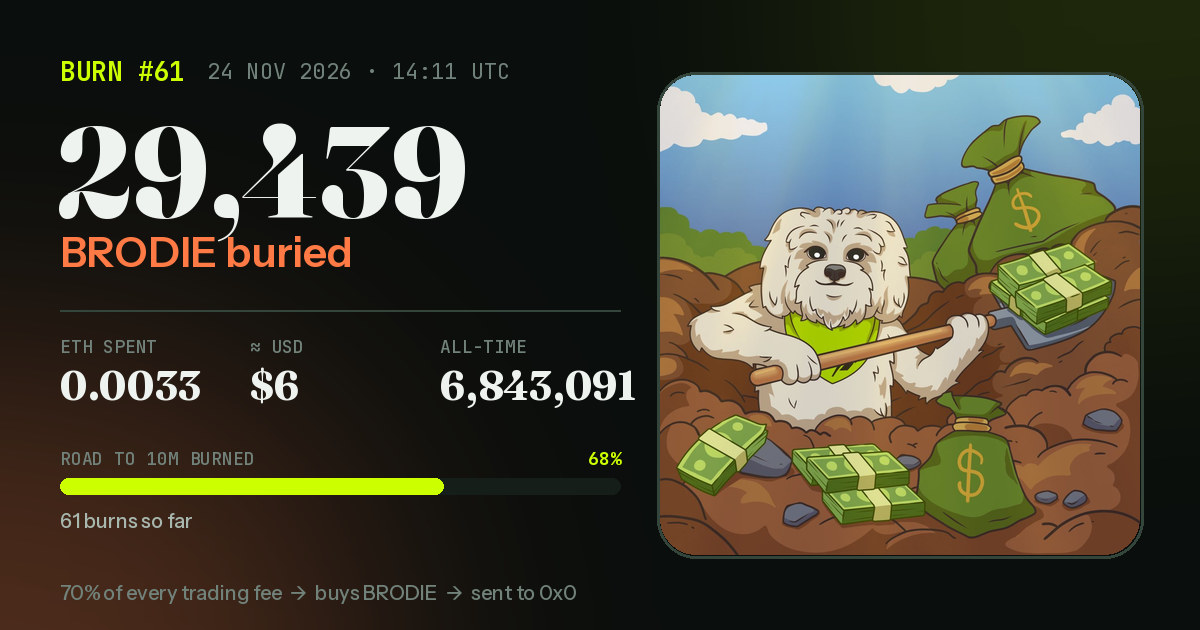 BURN #61 24 NOV 2026 · 14:11 UTC
29,439
BRODIE buried
ETH SPENT ≈ USD ALL-TIME
0.0033 $6 6,843,091
ROAD TO 10M BURNED 68%
61 burns so far
70% of every trading fee → buys BRODIE → sent to 0x0
$
$